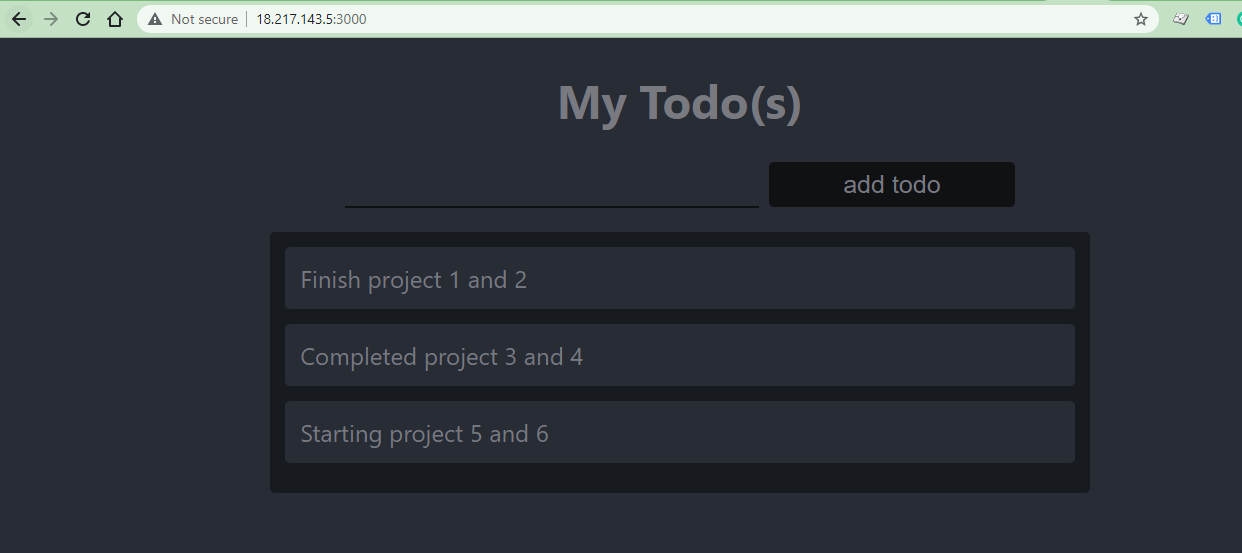 Not secure | 18.217.143.5:3000
My Todo(s)
add todo
Finish project 1 and 2
Completed project 3 and 4
Starting project 5 and 6